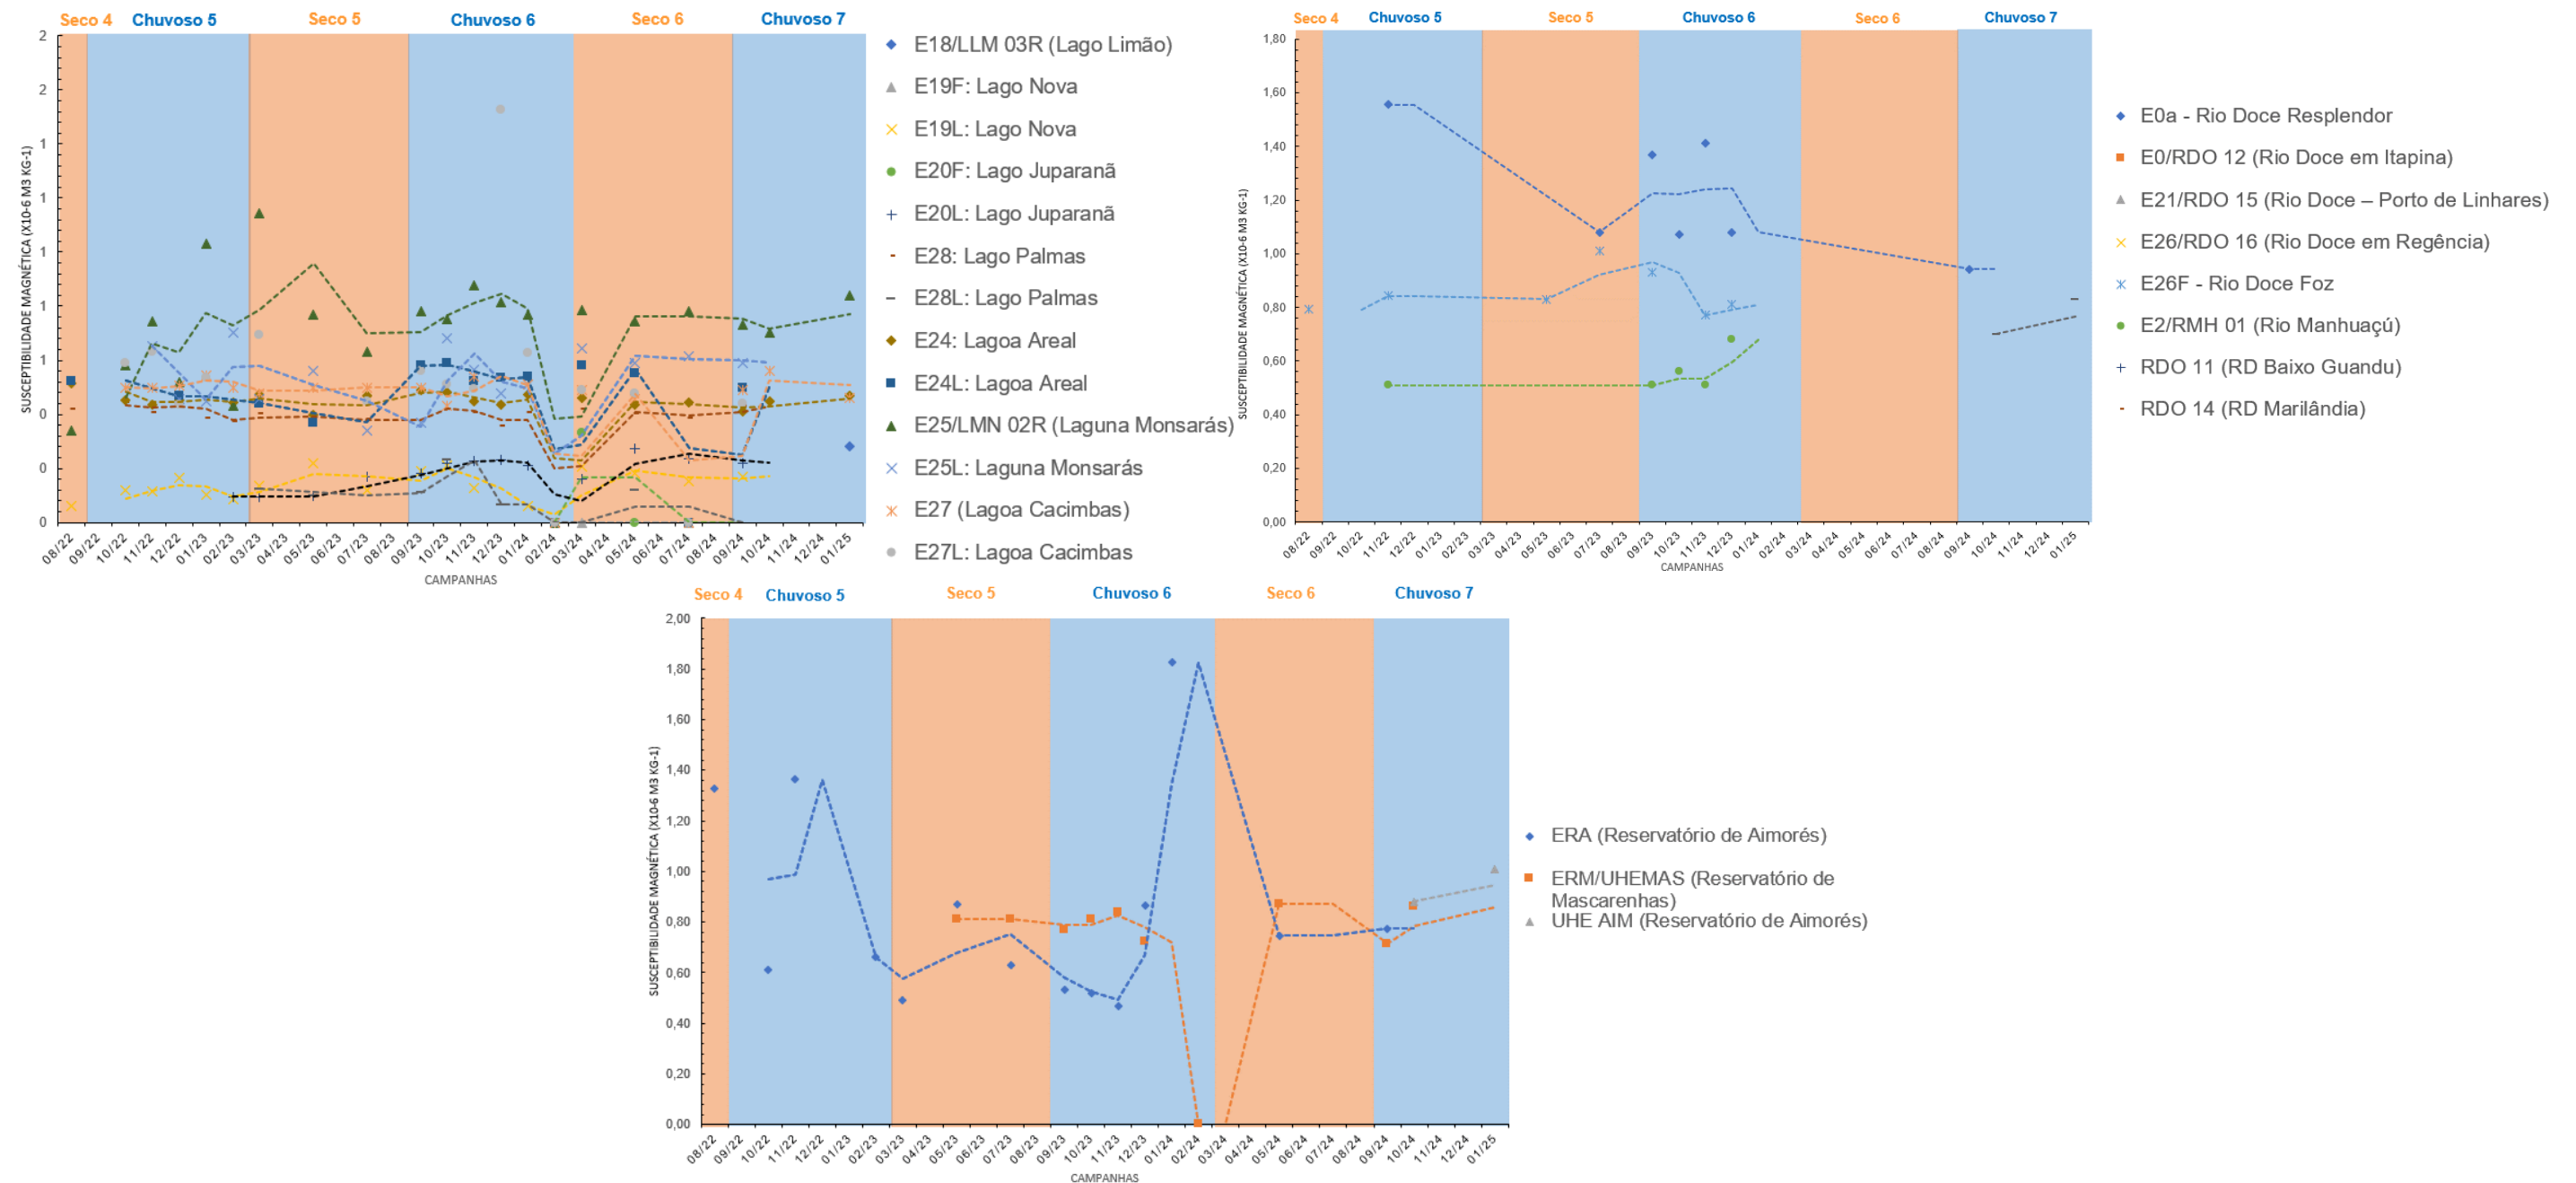 Seco 4 Chuvoso 5 Seco 5 Chuvoso 6 Seco 6 Chuvoso 7
SUSCEPTIBILIDADE MAGNÉTICA (X10-6 M3 KG-1)
2
2
1
1
1
1
1
0
0
0
08/22 09/22 10/22 11/22 12/22 01/23 02/23 03/23 04/23 05/23 06/23 07/23 08/23 09/23 10/23 11/23 12/23 01/24 02/24 03/24 04/24 05/24 06/24 07/24 08/24 09/24 10/24 11/24 12/24 01/25
CAMPANHAS
E18/LLM 03R (Lago Limão)
E19F: Lago Nova
E19L: Lago Nova
E20F: Lago Juparanã
E20L: Lago Juparanã
E28: Lago Palmas
E28L: Lago Palmas
E24: Lagoa Areal
E24L: Lagoa Areal
E25/LMN 02R (Laguna Monsarás)
E25L: Laguna Monsarás
E27 (Lagoa Cacimbas)
E27L: Lagoa Cacimbas
Seco 4 Chuvoso 5 Seco 5 Chuvoso 6 Seco 6 Chuvoso 7
SUSCEPTIBILIDADE MAGNÉTICA (X10-6 M3 KG-1)
1,80
1,60
1,40
1,20
1,00
0,80
0,60
0,40
0,20
0,00
08/22 09/22 10/22 11/22 12/22 01/23 02/23 03/23 04/23 05/23 06/23 07/23 08/23 09/23 10/23 11/23 12/23 01/24 02/24 03/24 04/24 05/24 06/24 07/24 08/24 09/24 10/24 11/24 12/24 01/25
CAMPANHAS
E0a - Rio Doce Resplendor
E0/RDO 12 (Rio Doce em Itapina)
E21/RDO 15 (Rio Doce – Porto de Linhares)
E26/RDO 16 (Rio Doce em Regência)
E26F - Rio Doce Foz
E2/RMH 01 (Rio Manhuaçú)
RDO 11 (RD Baixo Guandu)
RDO 14 (RD Marilândia)
Seco 4 Chuvoso 5 Seco 5 Chuvoso 6 Seco 6 Chuvoso 7
SUSCEPTIBILIDADE MAGNÉTICA (X10-6 M3 KG-1)
2,00
1,80
1,60
1,40
1,20
1,00
0,80
0,60
0,40
0,20
0,00
08/22 09/22 10/22 11/22 12/22 01/23 02/23 03/23 04/23 05/23 06/23 07/23 08/23 09/23 10/23 11/23 12/23 01/24 02/24 03/24 04/24 05/24 06/24 07/24 08/24 09/24 10/24 11/24 12/24 01/25
CAMPANHAS
ERA (Reservatório de Aimorés)
ERM/UHEMAS (Reservatório de
Mascarenhas)
UHE AIM (Reservatório de Aimorés)